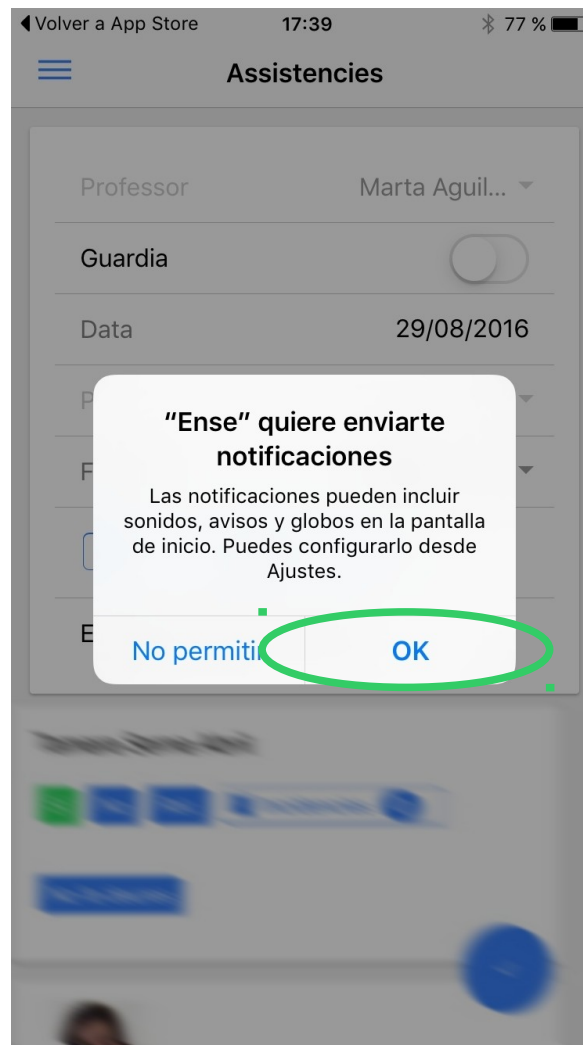 Volver a App Store 17:39 77 %
Assistencies
Professor Marta Aguil...
Guardia
Data 29/08/2016
P
F
"Ense" quiere enviarte
notificaciones
Las notificaciones pueden incluir
sonidos, avisos y globos en la pantalla
de inicio. Puedes configurarlo desde
Ajustes.
E
No permitir OK